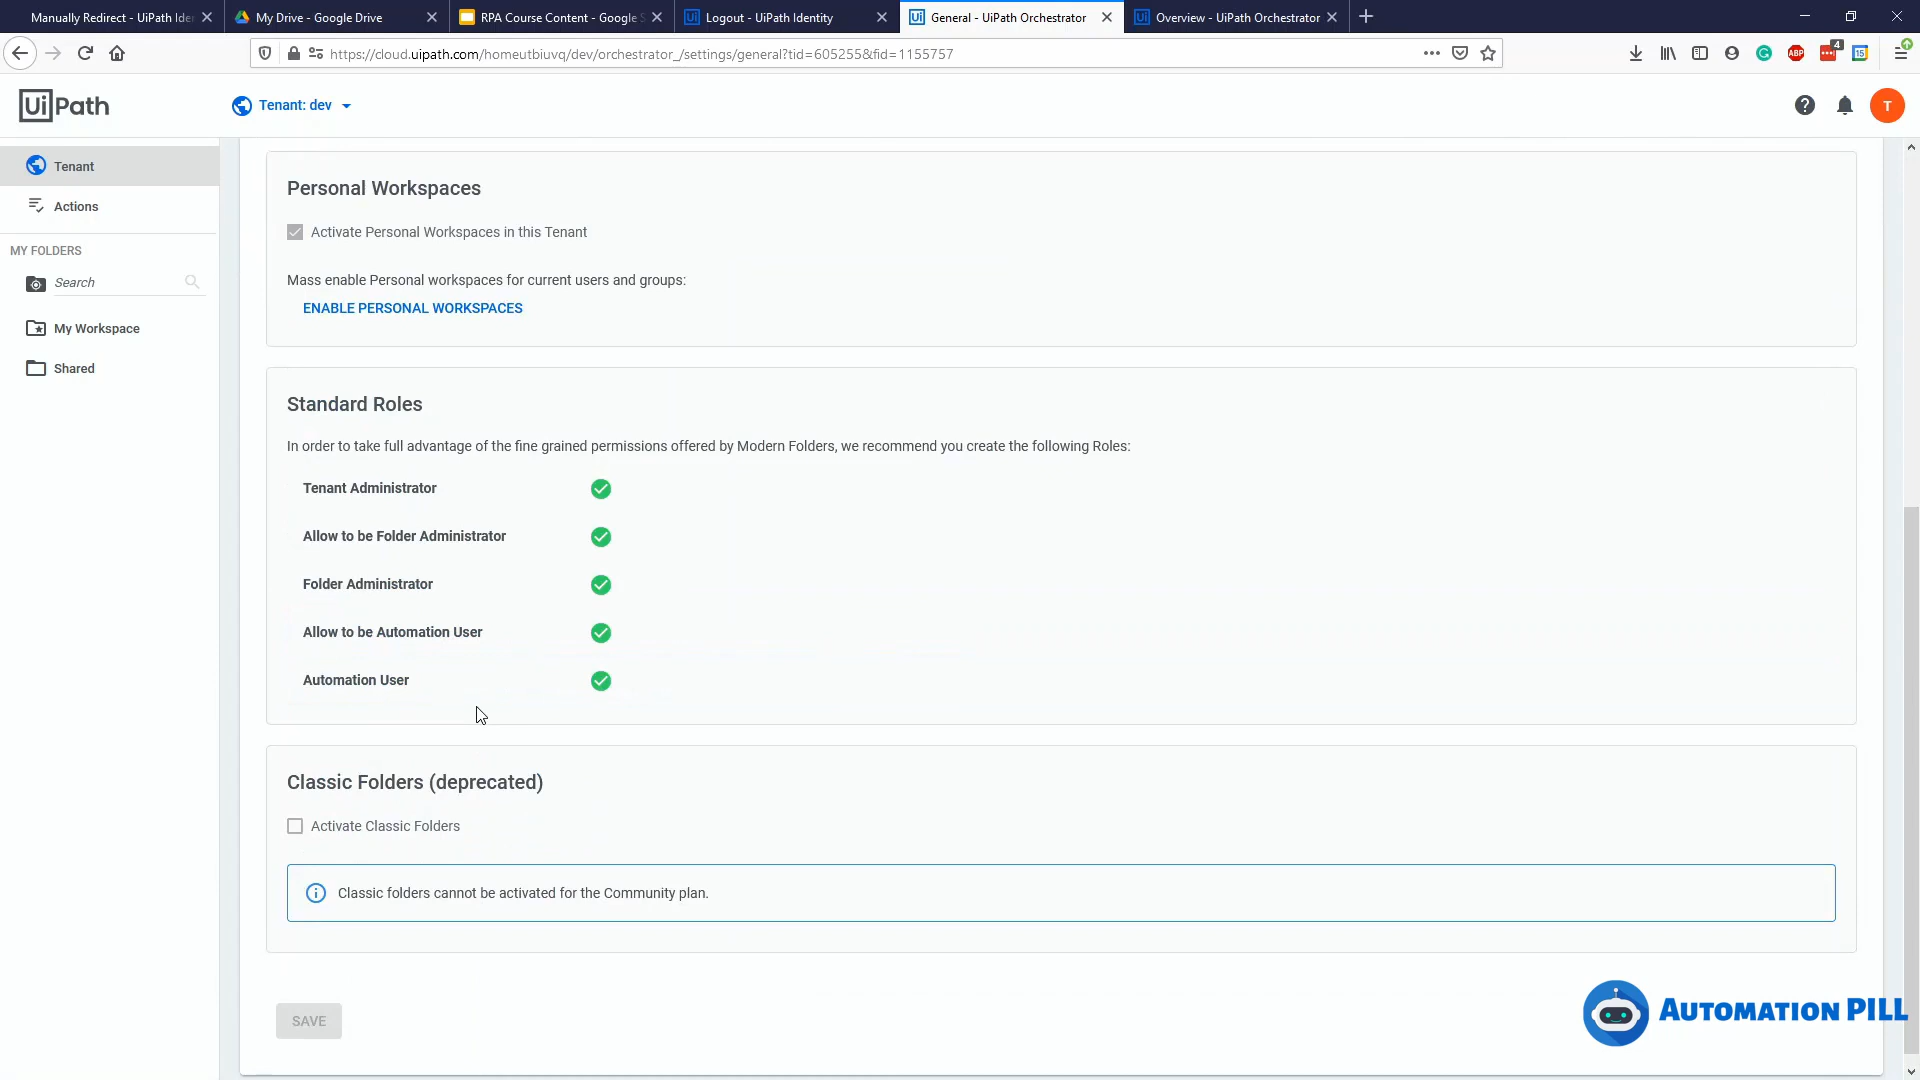 Manually Redirect - UiPath Ide
My Drive - Google Drive
RPA Course Content - Google S
Logout - UiPath Identity
General - UiPath Orchestrator
Overview - UiPath Orchestrator
https://cloud.uipath.com/homeutbiuvq/dev/orchestrator_/settings/general?tid=605255&fid=1155757
ABP
4
15
UiPath
Tenant: dev
T
Tenant
Actions
MY FOLDERS
Search
My Workspace
Shared
Personal Workspaces
Activate Personal Workspaces in this Tenant
Mass enable Personal workspaces for current users and groups:
ENABLE PERSONAL WORKSPACES
Standard Roles
In order to take full advantage of the fine grained permissions offered by Modern Folders, we recommend you create the following Roles:
Tenant Administrator
Allow to be Folder Administrator
Folder Administrator
Allow to be Automation User
Automation User
Classic Folders (deprecated)
Activate Classic Folders
Classic folders cannot be activated for the Community plan.
SAVE
AUTOMATION PILL